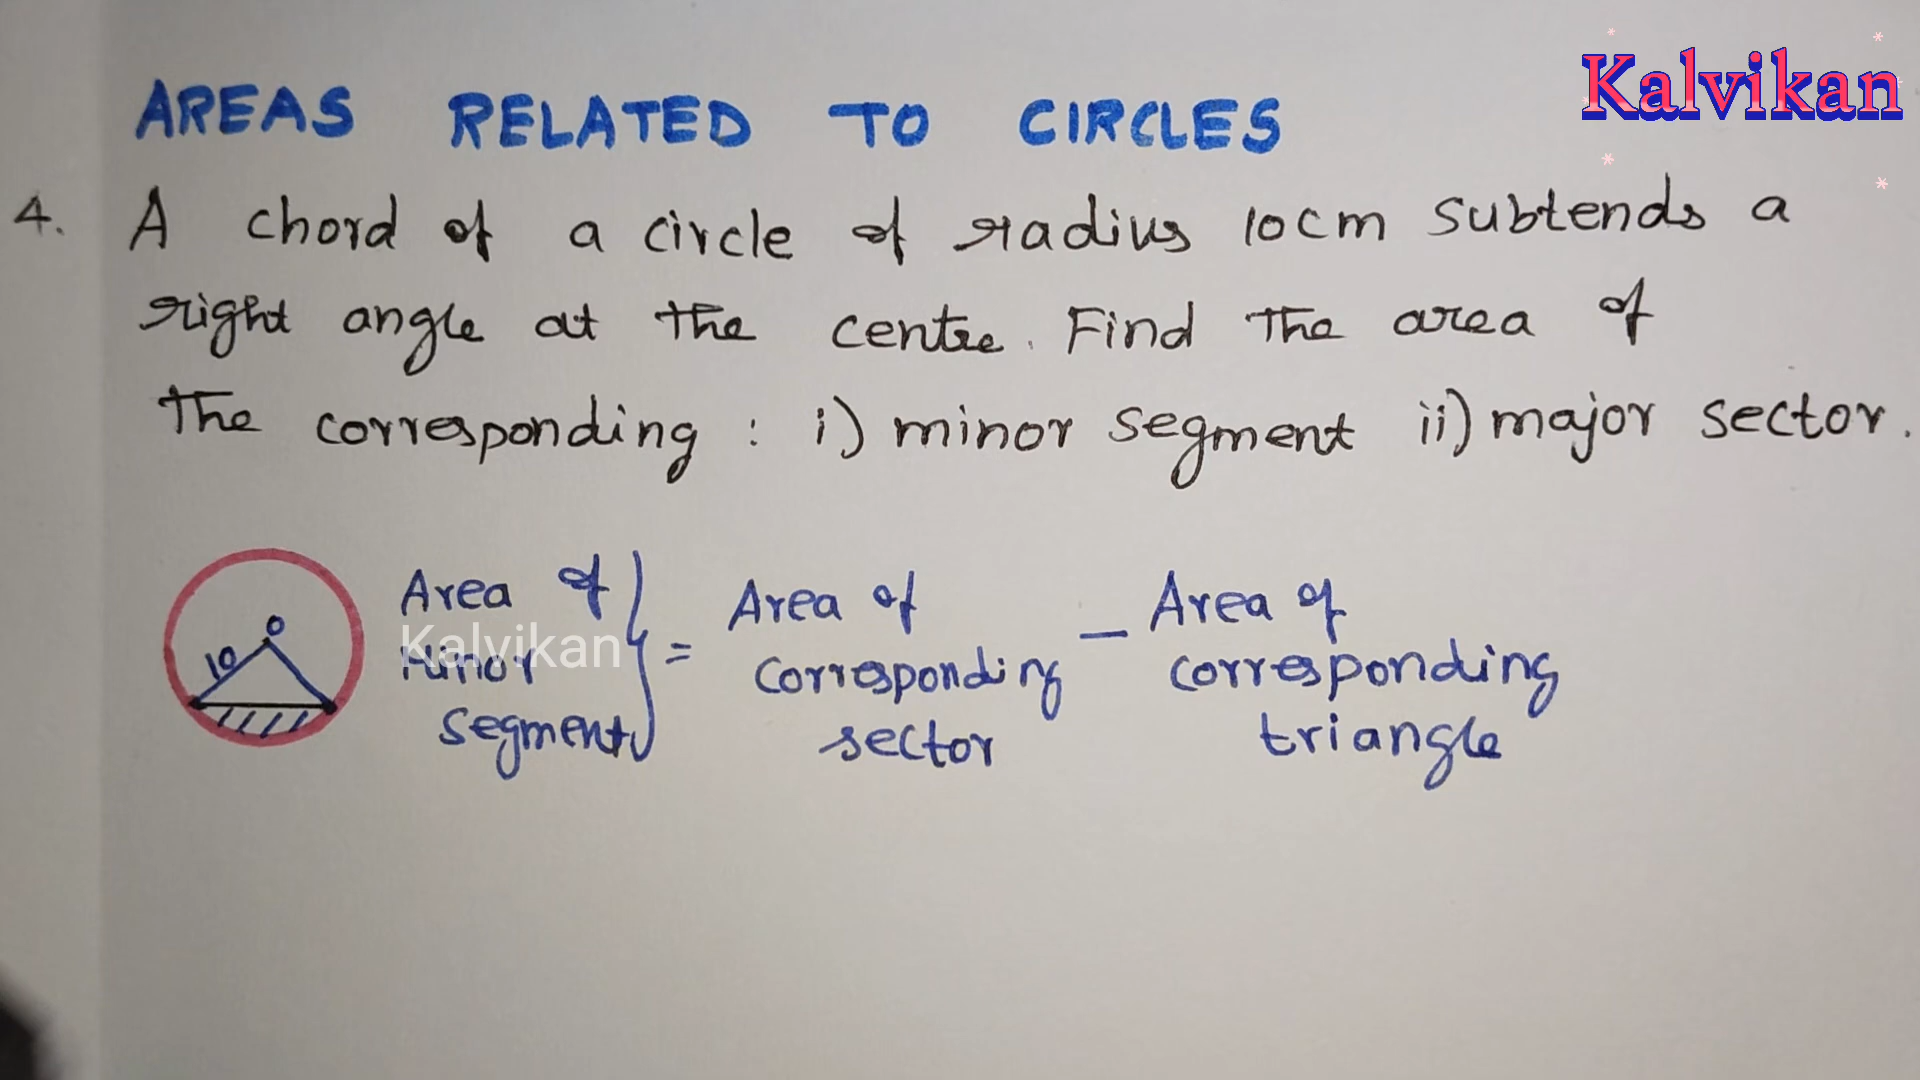 Kalvikan
AREAS RELATED TO CIRCLES
4. A chord of a circle of radius 10cm subtends a
right angle at the centre. Find the area of
the corresponding : i) minor segment ii) major sector.
O
10
Area of
Minor
segment
Kalvikan
=
Area of
corresponding
sector
−
Area of
corresponding
triangle